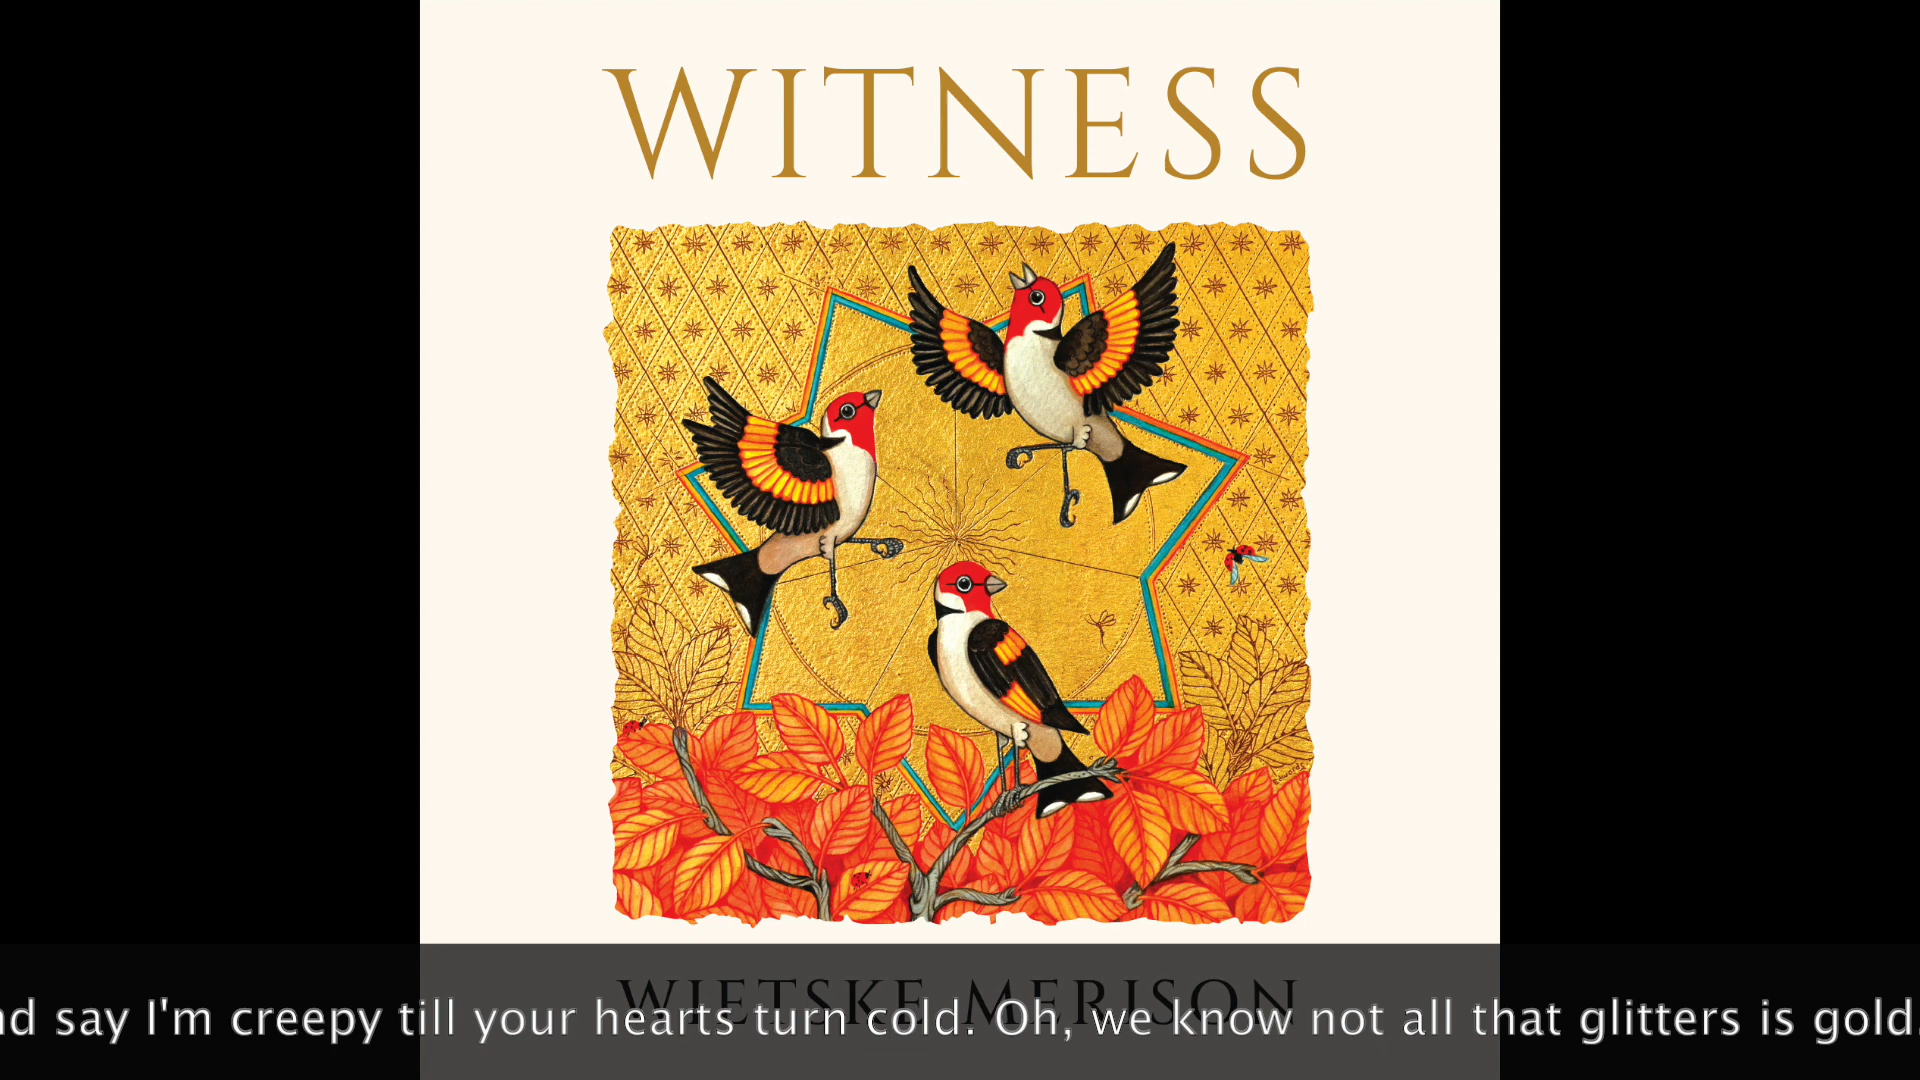 WITNESS
WIETSKE MERISON
nd say I'm creepy till your hearts turn cold. Oh, we know not all that glitters is gold.